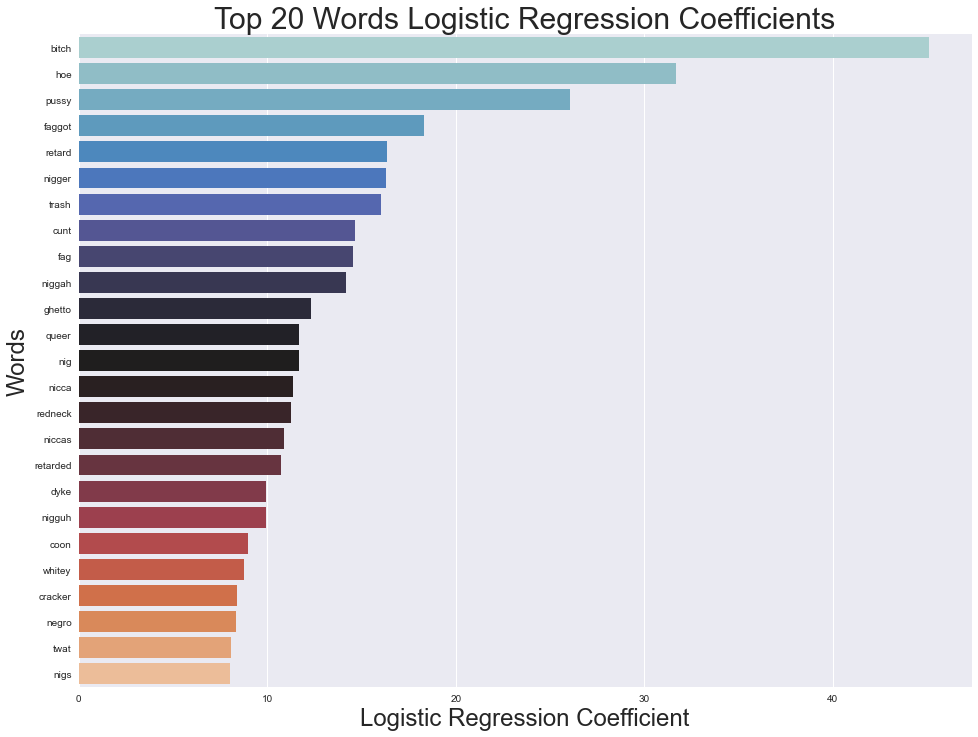 Top 20 Words Logistic Regression Coefficients
bitch
hoe
pussy
faggot
retard
nigger
trash
cunt
fag
niggah
ghetto
queer
nig
nicca
redneck
niccas
retarded
dyke
nigguh
coon
whitey
cracker
negro
twat
nigs
Words
0 10 20 30 40
Logistic Regression Coefficient